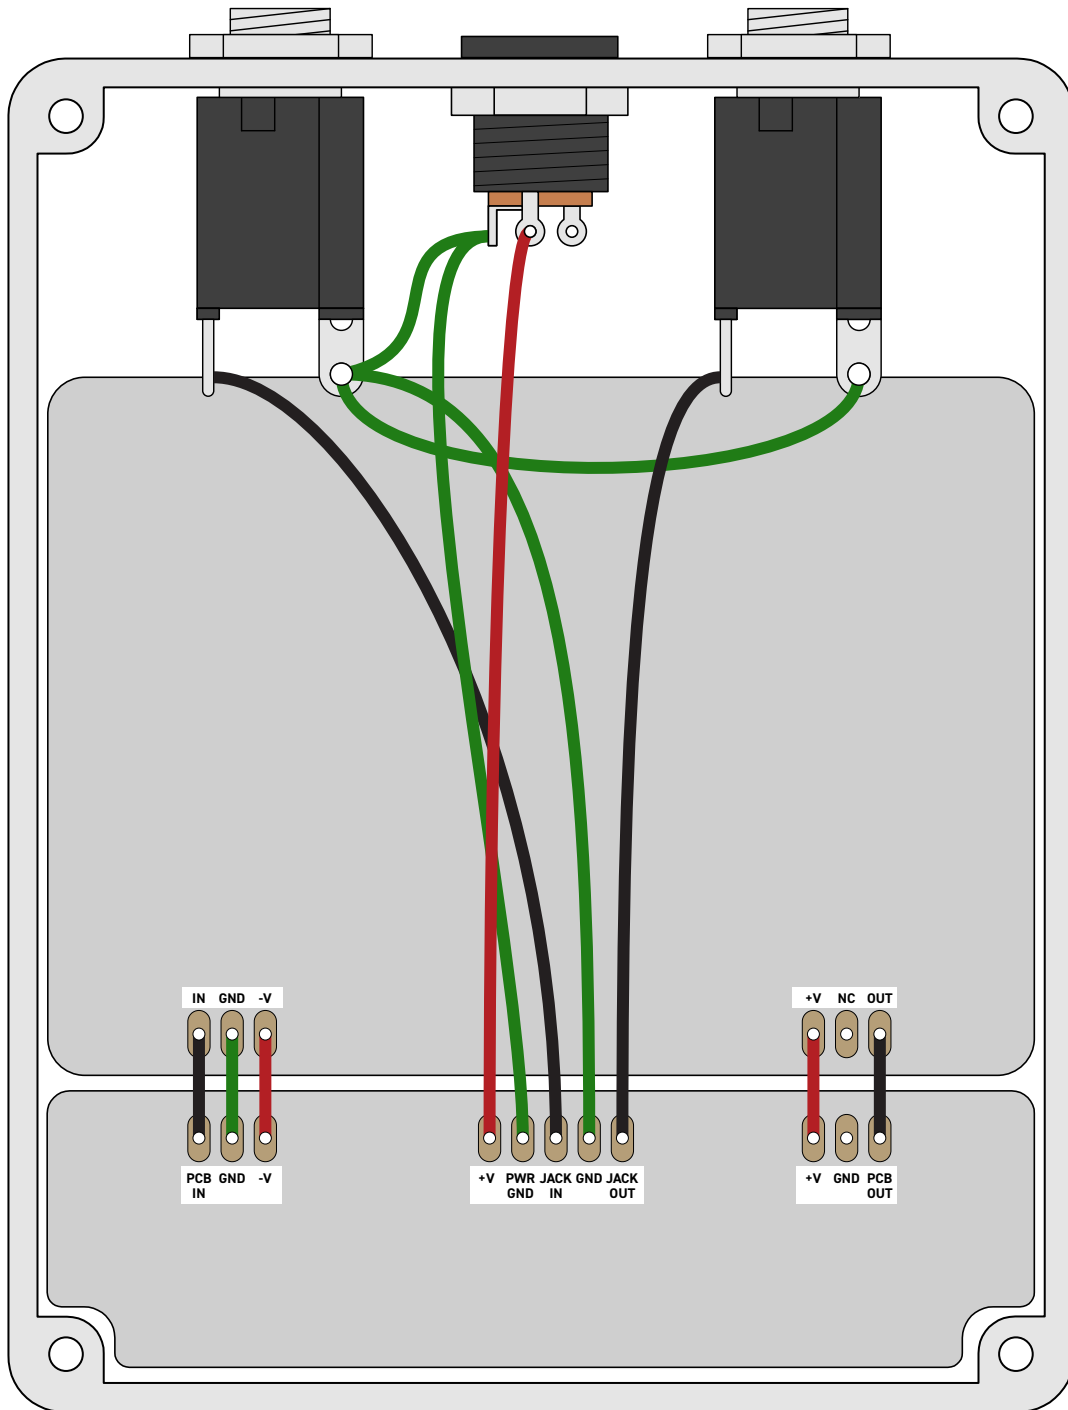 IN GND -V
+V NC OUT
PCB IN GND -V
+V PWR GND JACK IN GND JACK OUT
+V GND PCB OUT